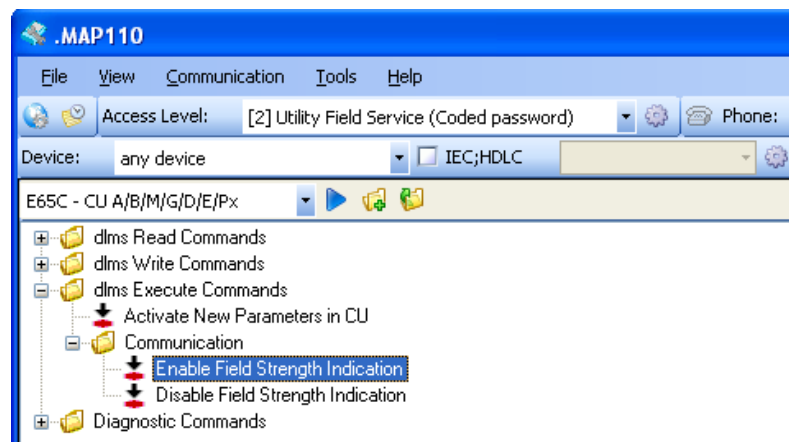 .MAP110
File View Communication Tools Help
Access Level: [2] Utility Field Service (Coded password) Phone:
Device: any device IEC;HDLC
E65C - CU A/B/M/G/D/E/Px
dlms Read Commands
dlms Write Commands
dlms Execute Commands
Activate New Parameters in CU
Communication
Enable Field Strength Indication
Disable Field Strength Indication
Diagnostic Commands